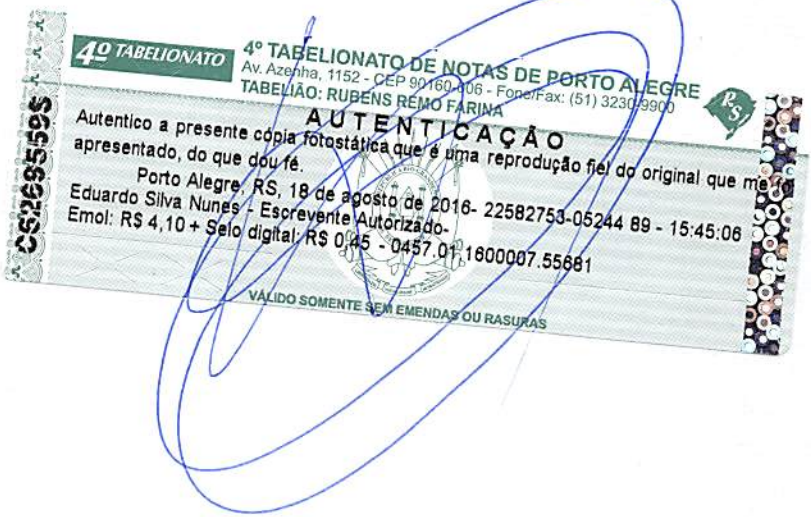 4º TABELIONATO
4º TABELIONATO DE NOTAS DE PORTO ALEGRE
Av. Azenha, 1152 - CEP 90160-006 - Fone/Fax: (51) 3230-9900
TABELIÃO: RUBENS REMO FARINA
RS
AUTENTICAÇÃO
Autentico a presente cópia fotostática que é uma reprodução fiel do original que me foi
apresentado, do que dou fé.
Porto Alegre, RS, 18 de agosto de 2016- 22582753-05244 89 - 15:45:06
Eduardo Silva Nunes - Escrevente Autorizado-
Emol: R$ 4,10 + Selo digital: R$ 0,45 - 0457.01.1600007.55681
VÁLIDO SOMENTE SEM EMENDAS OU RASURAS